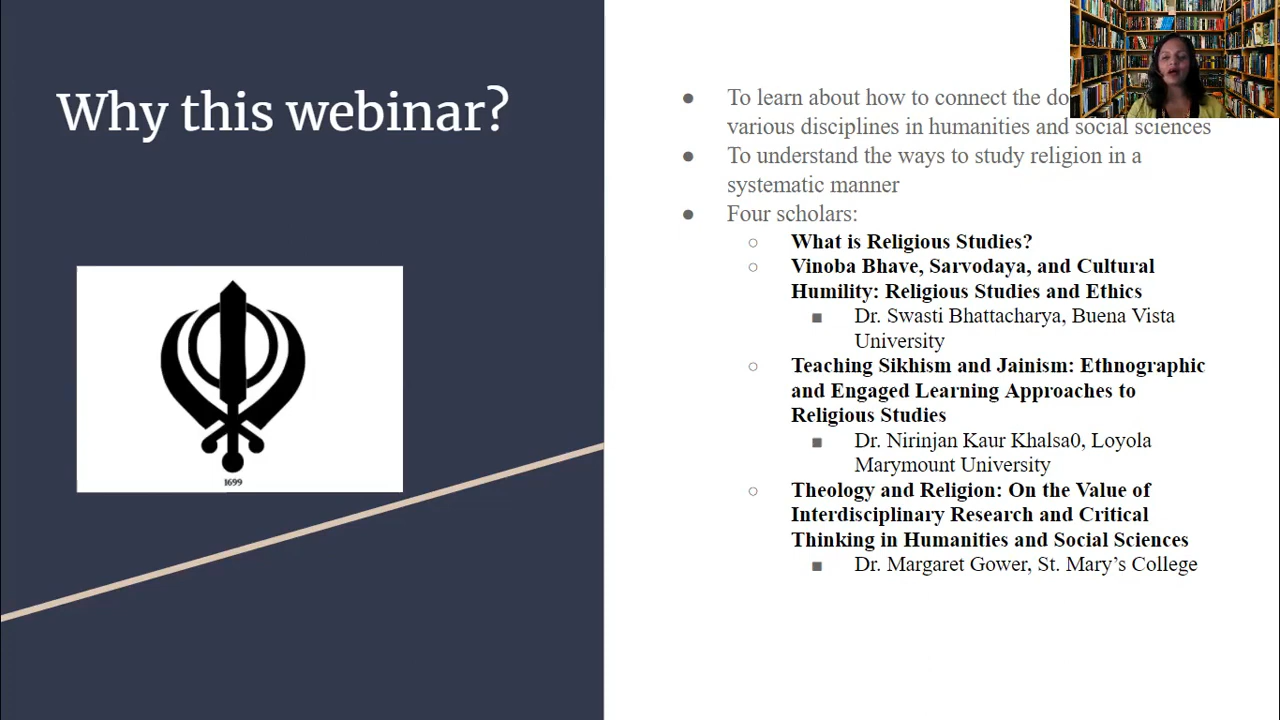 Why this webinar?
1699
To learn about how to connect the
various disciplines in humanities and social sciences
To understand the ways to study religion in a
systematic manner
Four scholars:
What is Religious Studies?
Vinoba Bhave, Sarvodaya, and Cultural
Humility: Religious Studies and Ethics
Dr. Swasti Bhattacharya, Buena Vista
University
Teaching Sikhism and Jainism: Ethnographic
and Engaged Learning Approaches to
Religious Studies
Dr. Nirinjan Kaur Khalsa0, Loyola
Marymount University
Theology and Religion: On the Value of
Interdisciplinary Research and Critical
Thinking in Humanities and Social Sciences
Dr. Margaret Gower, St. Mary’s College